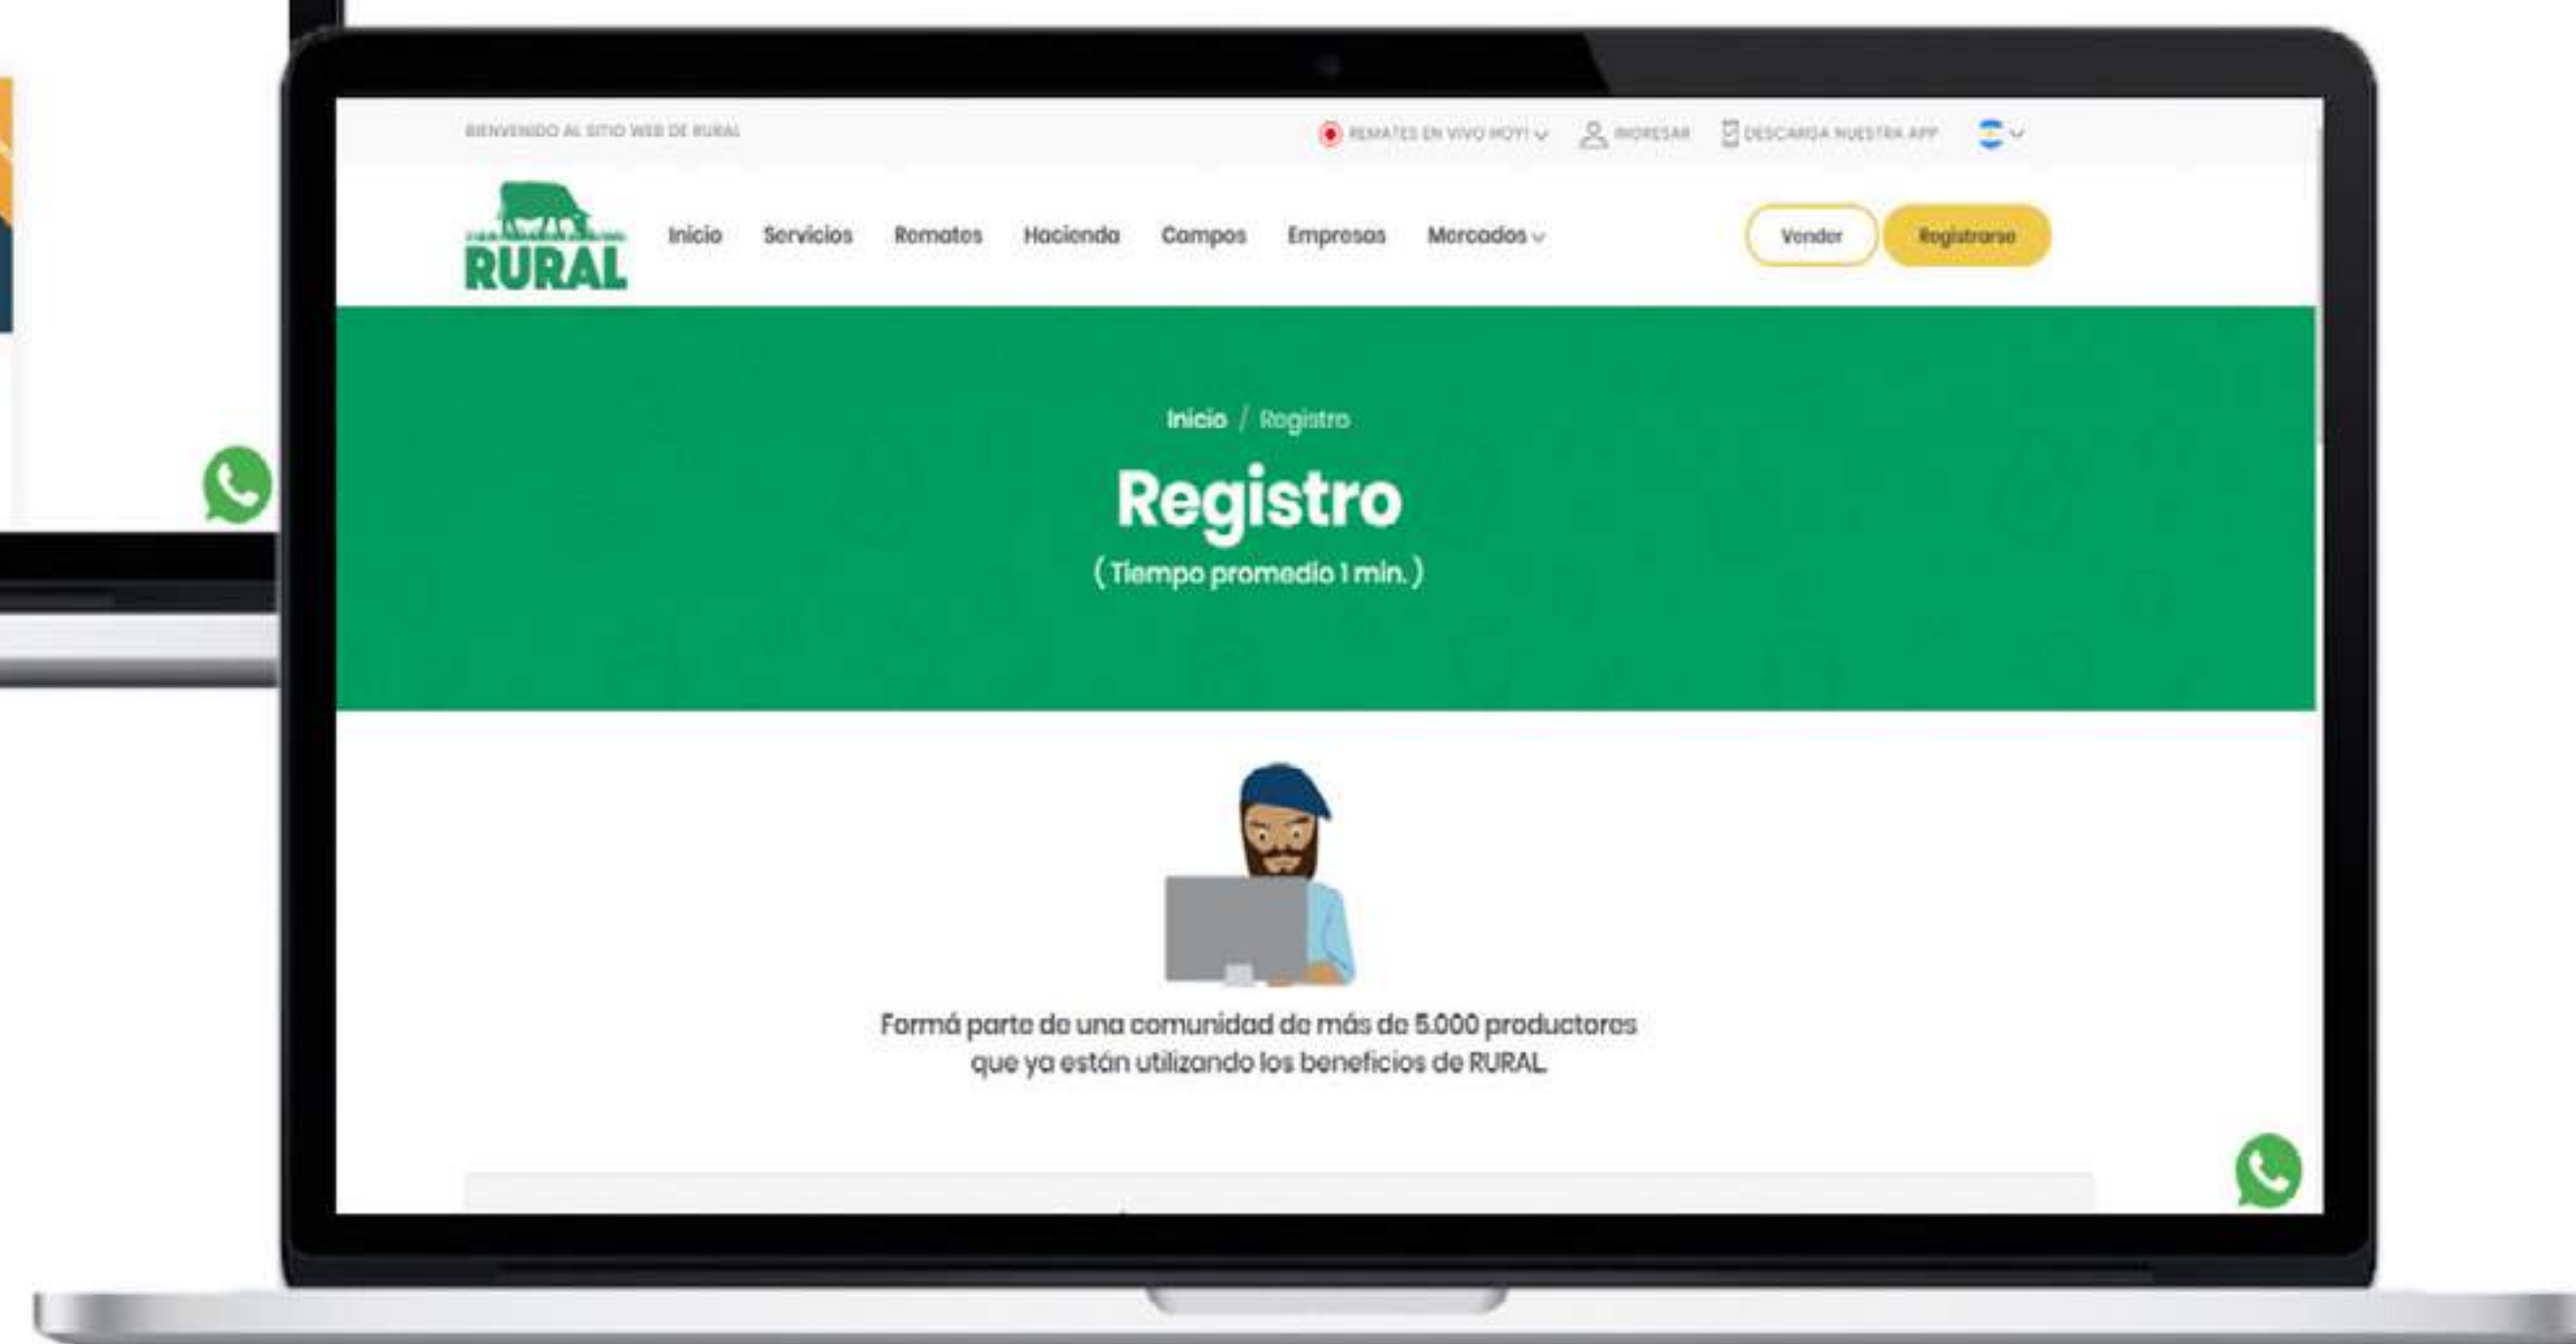 BIENVENIDO AL SITIO WEB DE RURAL
REMATES EN VIVO HOY!
INGRESAR
DESCARGA NUESTRA APP
RURAL
Inicio
Servicios
Remates
Hacienda
Campos
Empresas
Mercados
Vender
Registrarse
Inicio / Registro
Registro
( Tiempo promedio 1 min. )
Formá parte de una comunidad de más de 5.000 productores
que ya están utilizando los beneficios de RURAL